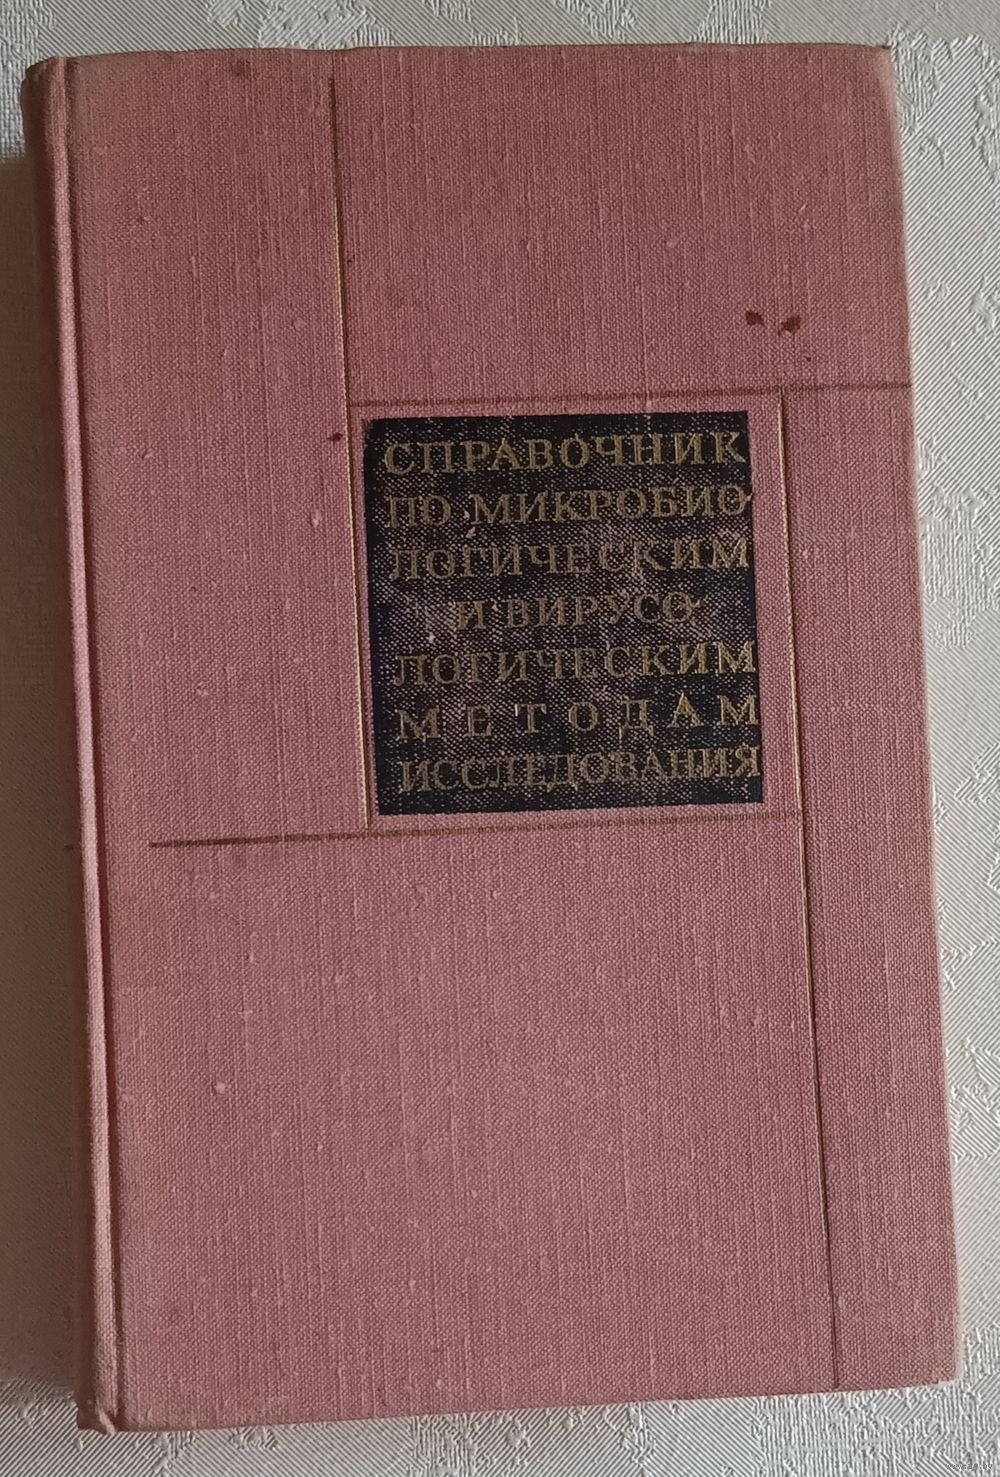 СПРАВОЧНИК
ПО МИКРОБИО-
ЛОГИЧЕСКИМ
И ВИРУСО-
ЛОГИЧЕСКИМ
МЕТОДАМ
ИССЛЕДОВАНИЯ